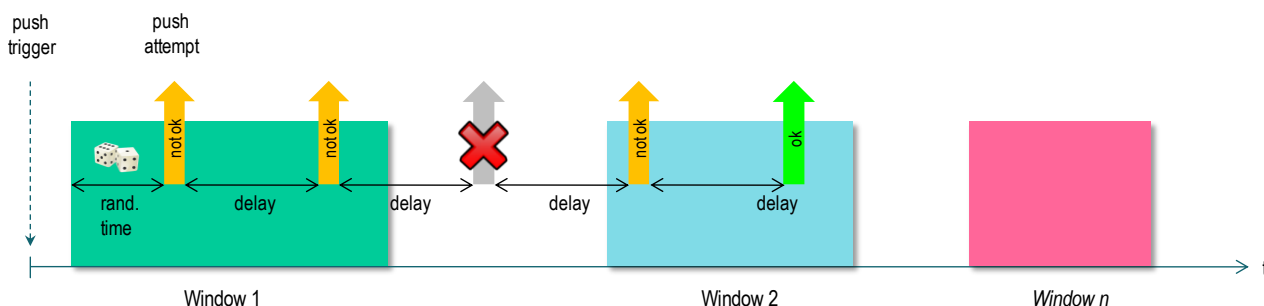 push
trigger
push
attempt
not ok
not ok
not ok
ok
rand.
time
delay
delay
delay
delay
t
Window 1
Window 2
Window n